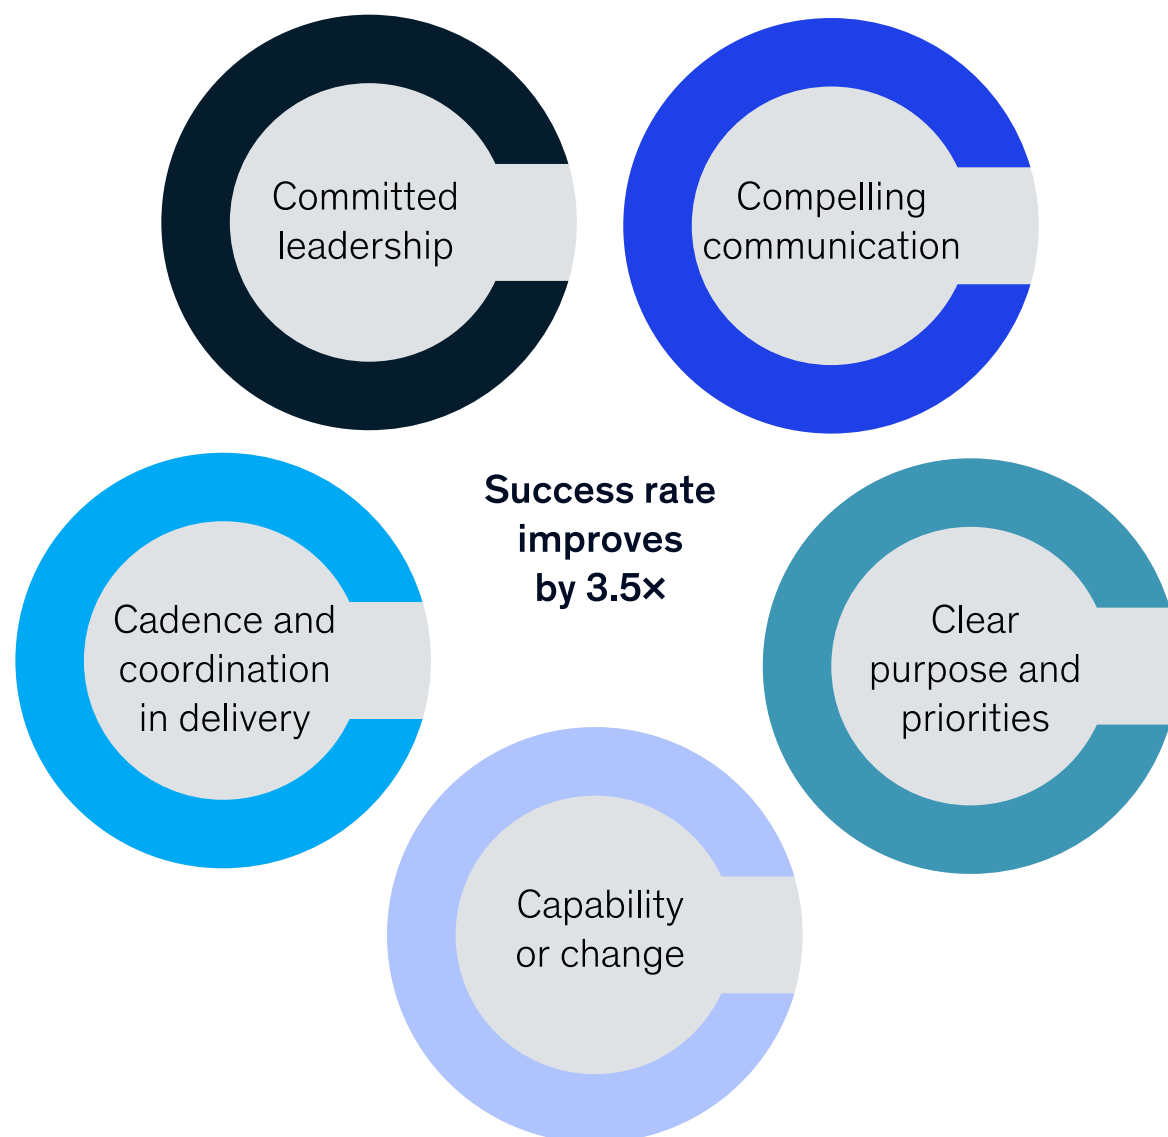 Committed
leadership
Compelling
communication
Success rate
improves
by 3.5×
Cadence and
coordination
in delivery
Clear
purpose and
priorities
Capability
or change